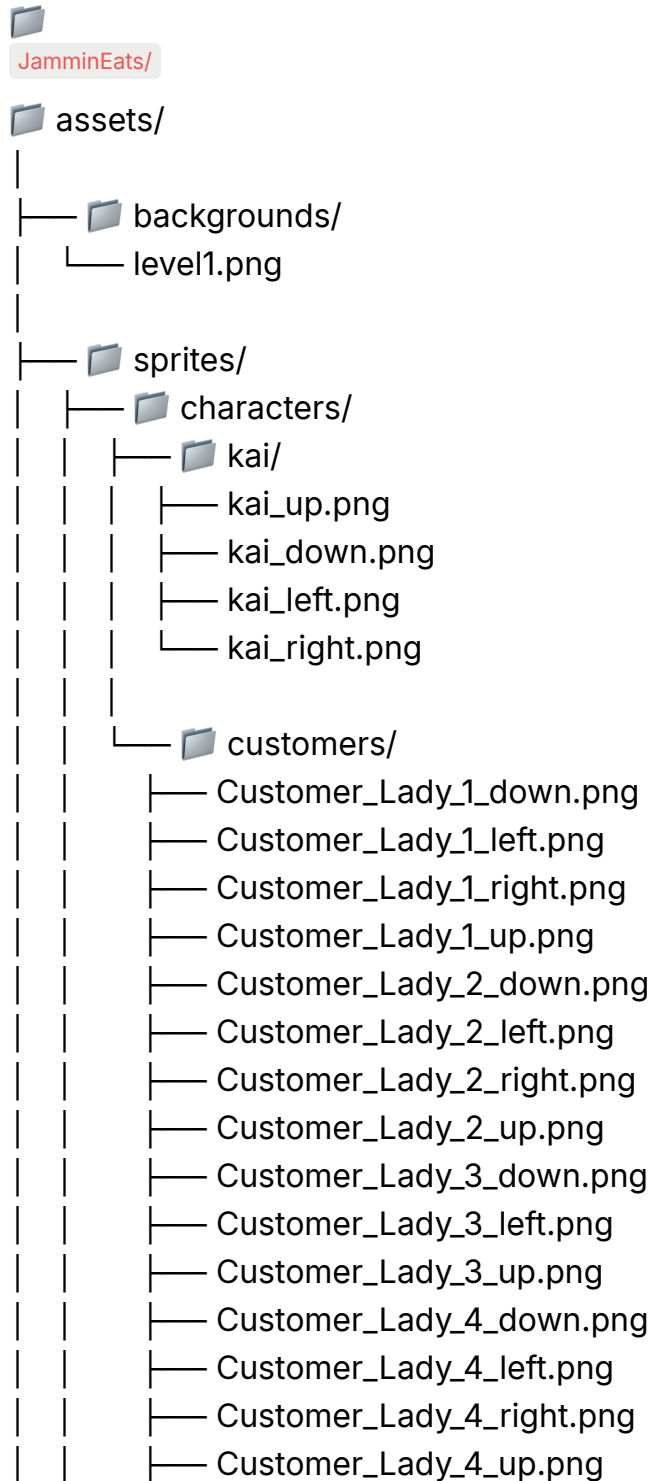 JamminEats/
assets/
│
├── backgrounds/
│ └── level1.png
│
├── sprites/
│ ├── characters/
│ │ ├── kai/
│ │ │ ├── kai_up.png
│ │ │ ├── kai_down.png
│ │ │ ├── kai_left.png
│ │ │ └── kai_right.png
│ │ │
│ │ └── customers/
│ │ ├── Customer_Lady_1_down.png
│ │ ├── Customer_Lady_1_left.png
│ │ ├── Customer_Lady_1_right.png
│ │ ├── Customer_Lady_1_up.png
│ │ ├── Customer_Lady_2_down.png
│ │ ├── Customer_Lady_2_left.png
│ │ ├── Customer_Lady_2_right.png
│ │ ├── Customer_Lady_2_up.png
│ │ ├── Customer_Lady_3_down.png
│ │ ├── Customer_Lady_3_left.png
│ │ ├── Customer_Lady_3_up.png
│ │ ├── Customer_Lady_4_down.png
│ │ ├── Customer_Lady_4_left.png
│ │ ├── Customer_Lady_4_right.png
│ │ ├── Customer_Lady_4_up.png